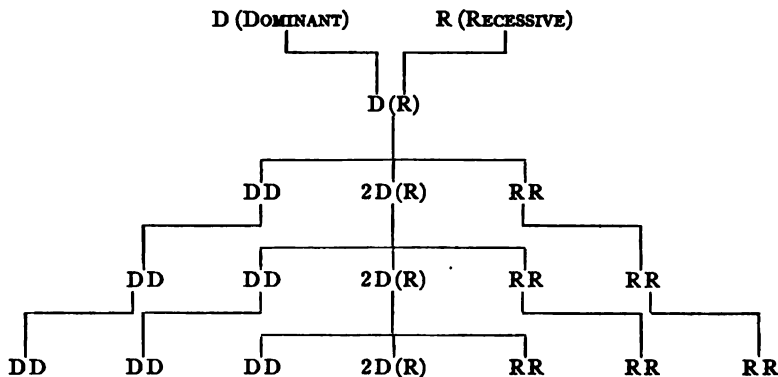 D (Dominant) R (Recessive)
D(R)
DD 2D(R) RR
DD DD 2D(R) RR RR
DD DD DD 2D(R) RR RR RR